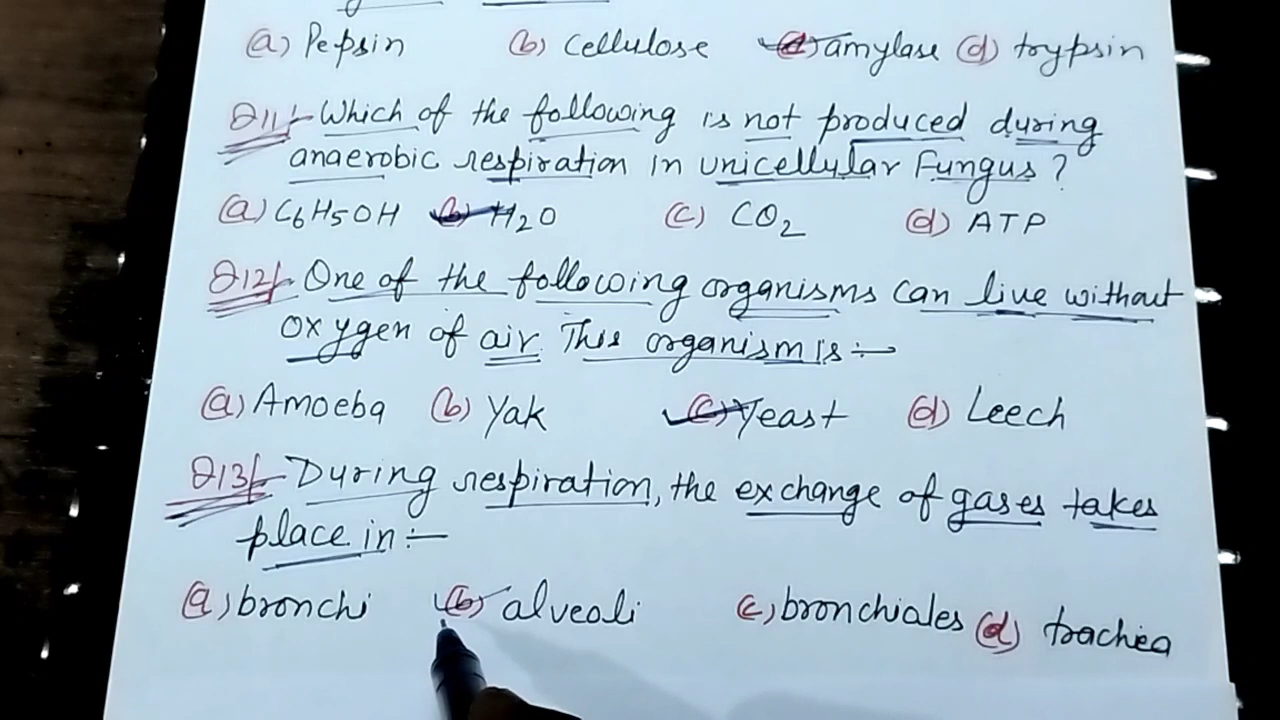 (a) Pepsin (b) cellulose (c) amylase (d) trypsin
Q11:- Which of the following is not produced during
anaerobic respiration in unicellular Fungus?
(a) C6H5OH (b) H2O (c) CO2 (d) ATP
Q12:- One of the following organisms can live without
oxygen of air. This organism is:-
(a) Amoeba (b) Yak (c) Yeast (d) Leech
Q13:- During respiration, the exchange of gases takes
place in:-
(a) bronchi (b) alveoli (c) bronchiales (d) trachea